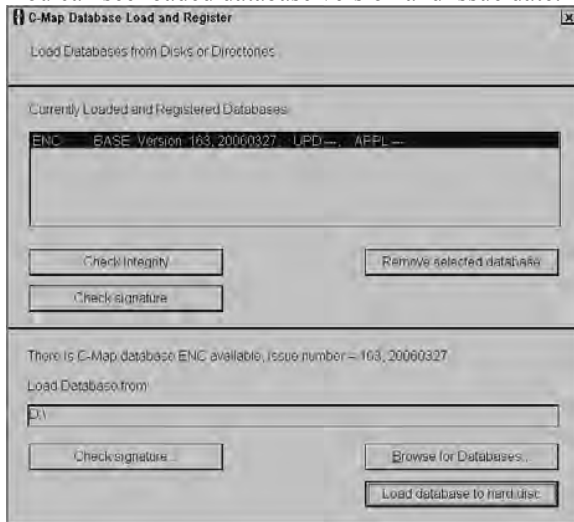 C-Map Database Load and Register
Load Databases from Disks or Directories
Currently Loaded and Registered Databases
ENC BASE Version 163, 20060327, UPD ---, APPL ---
Check Integrity Remove selected database
Check signature
There is C-Map database ENC available, issue number – 163, 20060327
Load Database from
D:\
Check signature... Browse for Databases...
Load database to hard disc